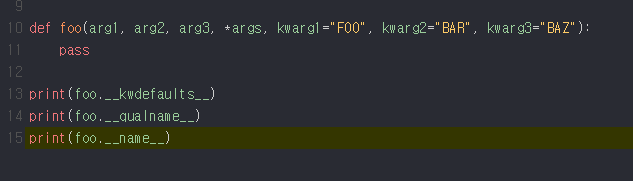 9
10 def foo(arg1, arg2, arg3, *args, kwarg1="FOO", kwarg2="BAR", kwarg3="BAZ"):
11     pass
12
13 print(foo.__kwdefaults__)
14 print(foo.__qualname__)
15 print(foo.__name__)